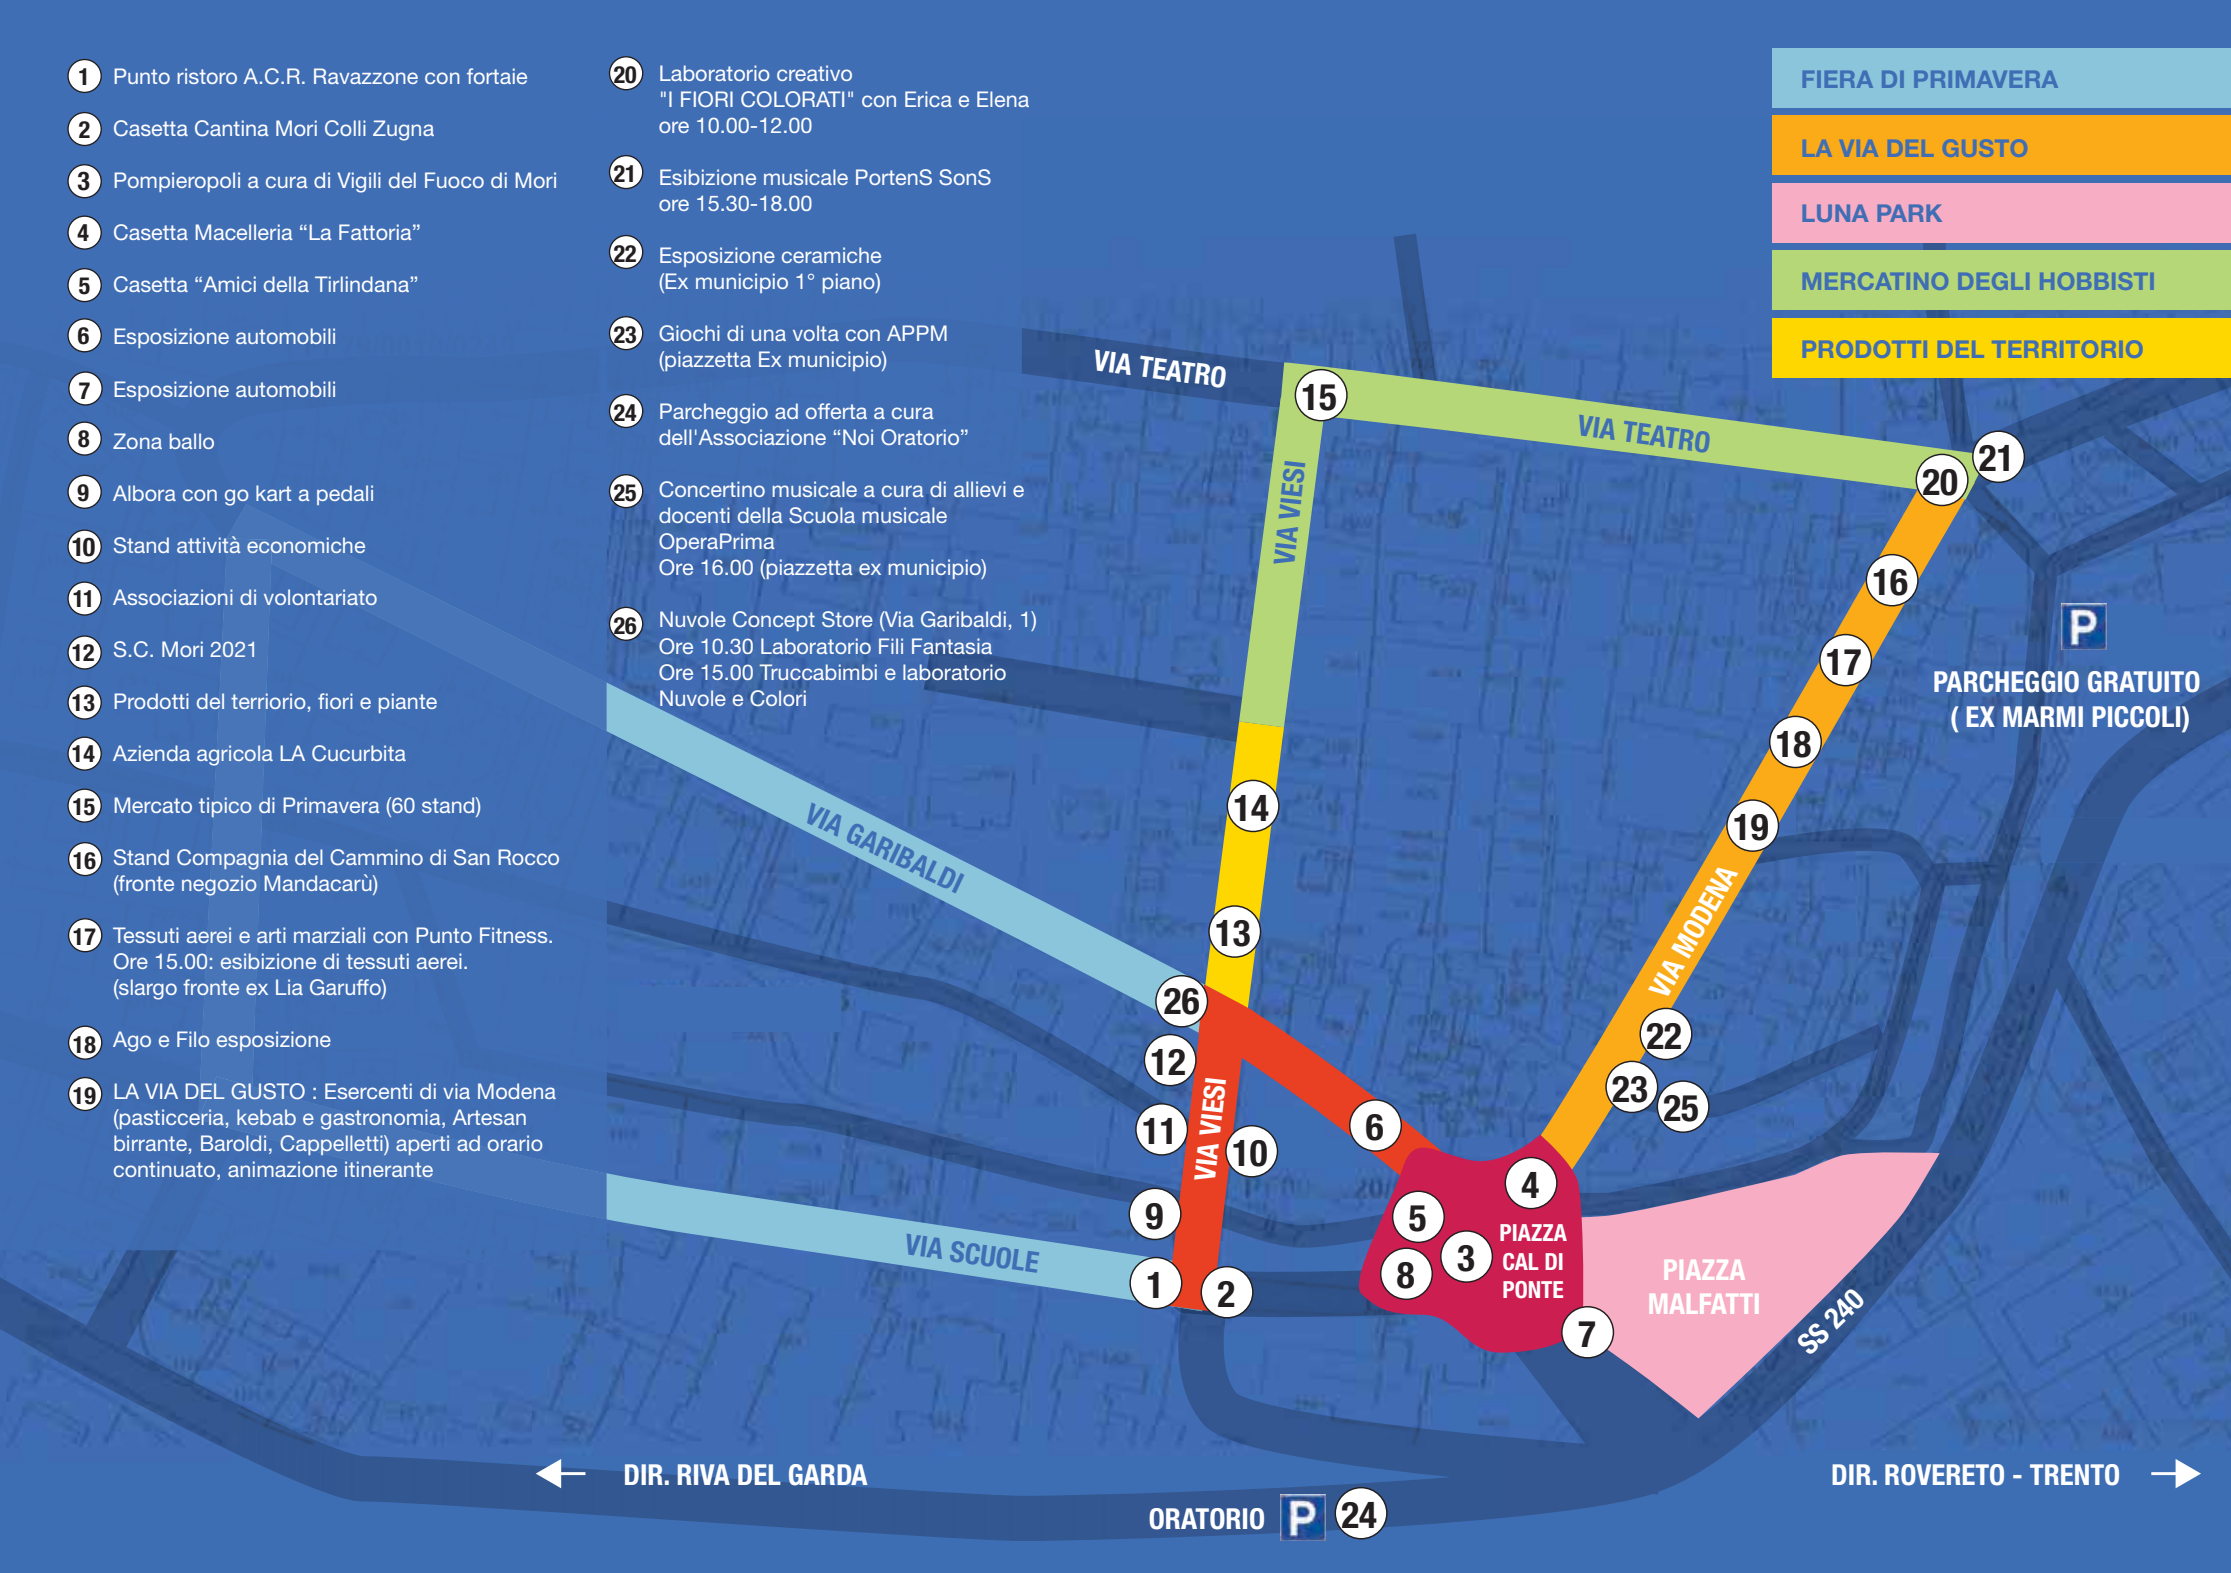 1 Punto ristoro A.C.R. Ravazzone con fortaie
2 Casetta Cantina Mori Colli Zugna
3 Pompieropoli a cura di Vigili del Fuoco di Mori
4 Casetta Macelleria “La Fattoria”
5 Casetta “Amici della Tirlindana”
6 Esposizione automobili
7 Esposizione automobili
8 Zona ballo
9 Albora con go kart a pedali
10 Stand attività economiche
11 Associazioni di volontariato
12 S.C. Mori 2021
13 Prodotti del terriorio, fiori e piante
14 Azienda agricola LA Cucurbita
15 Mercato tipico di Primavera (60 stand)
16 Stand Compagnia del Cammino di San Rocco
(fronte negozio Mandacarù)
17 Tessuti aerei e arti marziali con Punto Fitness.
Ore 15.00: esibizione di tessuti aerei.
(slargo fronte ex Lia Garuffo)
18 Ago e Filo esposizione
19 LA VIA DEL GUSTO : Esercenti di via Modena
(pasticceria, kebab e gastronomia, Artesan
birrante, Baroldi, Cappelletti) aperti ad orario
continuato, animazione itinerante
20 Laboratorio creativo
"I FIORI COLORATI" con Erica e Elena
ore 10.00-12.00
21 Esibizione musicale PortenS SonS
ore 15.30-18.00
22 Esposizione ceramiche
(Ex municipio 1° piano)
23 Giochi di una volta con APPM
(piazzetta Ex municipio)
24 Parcheggio ad offerta a cura
dell'Associazione “Noi Oratorio”
25 Concertino musicale a cura di allievi e
docenti della Scuola musicale
OperaPrima
Ore 16.00 (piazzetta ex municipio)
26 Nuvole Concept Store (Via Garibaldi, 1)
Ore 10.30 Laboratorio Fili Fantasia
Ore 15.00 Truccabimbi e laboratorio
Nuvole e Colori
FIERA DI PRIMAVERA
LA VIA DEL GUSTO
LUNA PARK
MERCATINO DEGLI HOBBISTI
PRODOTTI DEL TERRITORIO
VIA TEATRO
15
VIA TEATRO
21
20
VIA VIESI
16
P
17
PARCHEGGIO GRATUITO
( EX MARMI PICCOLI)
18
14
19
VIA GARIBALDI
13
VIA MODENA
26
22
12
23
25
6
11
VIA VIESI
10
4
9
5
PIAZZA
CAL DI
PONTE
3
8
VIA SCUOLE
1
2
PIAZZA
MALFATTI
7
SS 240
DIR. RIVA DEL GARDA
DIR. ROVERETO - TRENTO
ORATORIO P 24